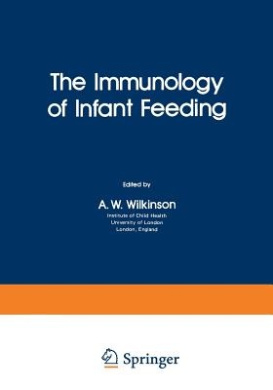 The Immunology
of Infant Feeding
Edited by
A. W. Wilkinson
Institute of Child Health
University of London
London, England
Springer